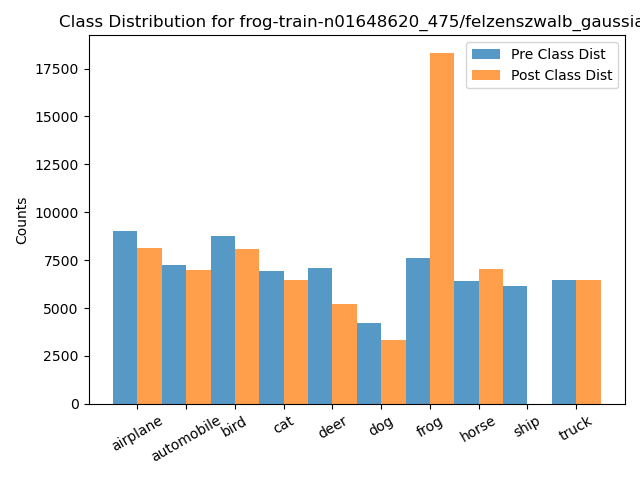 Class Distribution for frog-train-n01648620_475/felzenszwalb_gaussia
Pre Class Dist
Post Class Dist
Counts
17500
15000
12500
10000
7500
5000
2500
0
airplane
automobile
bird
cat
deer
dog
frog
horse
ship
truck